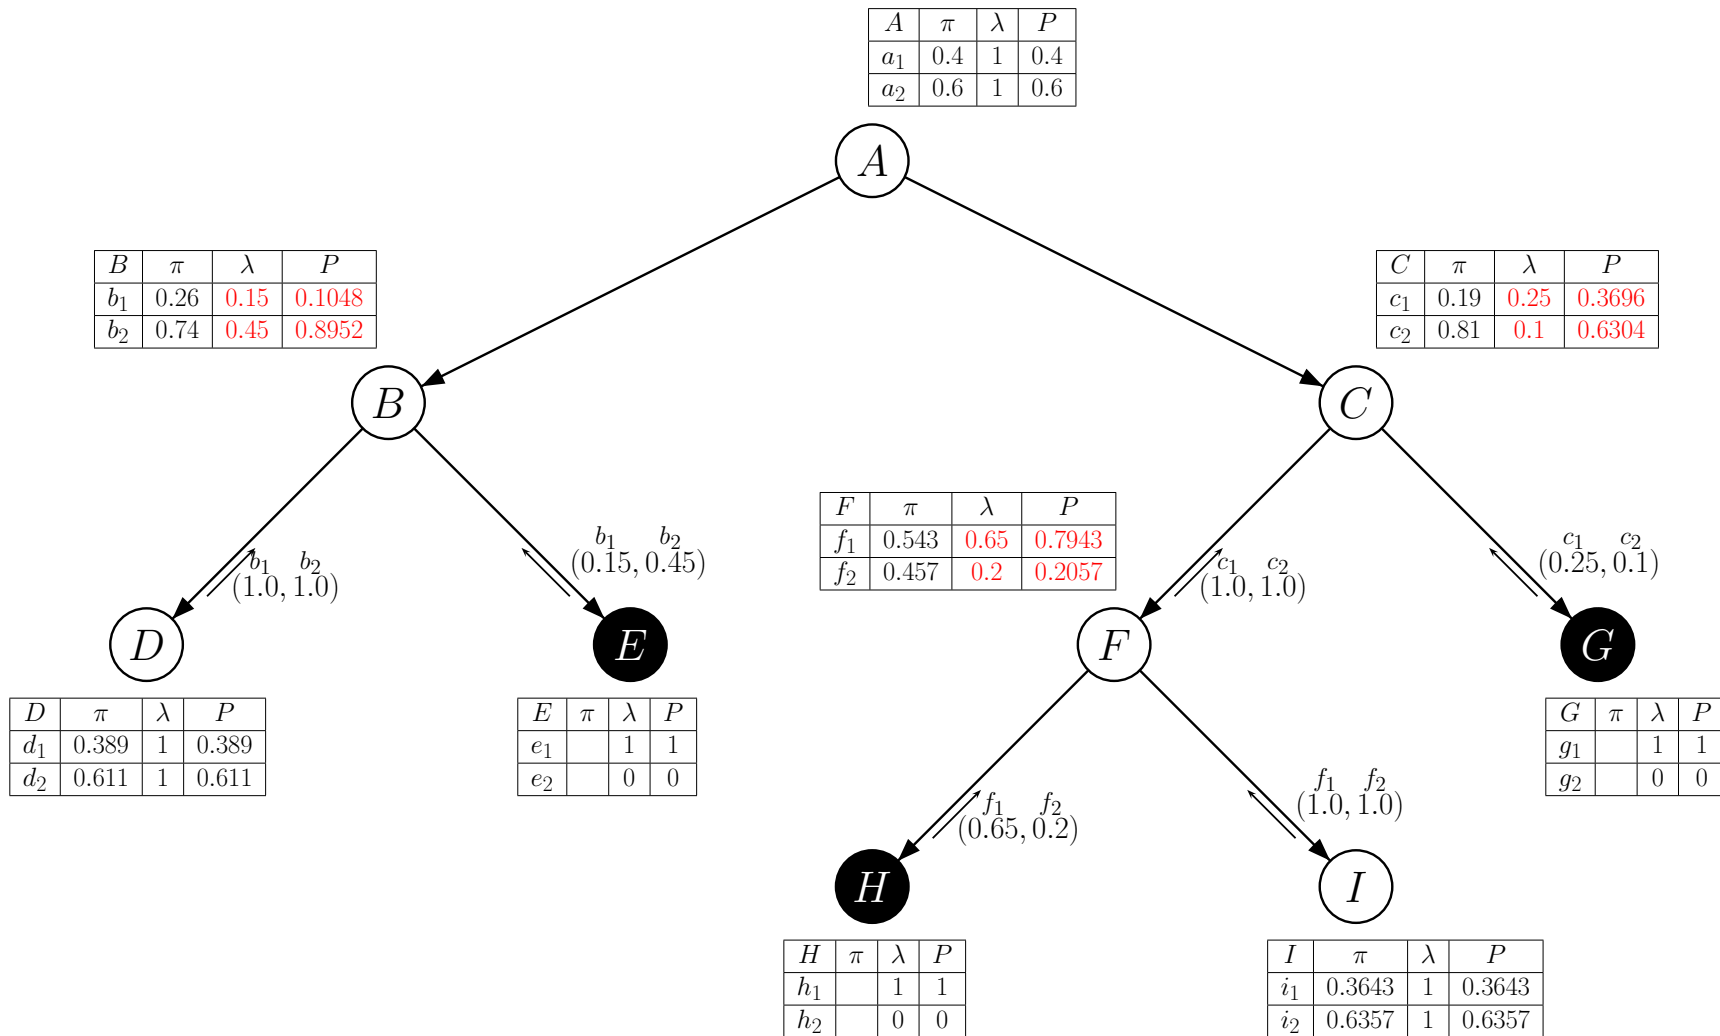 A π λ P
a₁ 0.4 1 0.4
a₂ 0.6 1 0.6
A
B π λ P
b₁ 0.26 0.15 0.1048
b₂ 0.74 0.45 0.8952
C π λ P
c₁ 0.19 0.25 0.3696
c₂ 0.81 0.1 0.6304
B
C
F π λ P
f₁ 0.543 0.65 0.7943
f₂ 0.457 0.2 0.2057
b₁ b₂
(1.0, 1.0)
b₁ b₂
(0.15, 0.45)
c₁ c₂
(1.0, 1.0)
c₁ c₂
(0.25, 0.1)
D
E
F
G
D π λ P
d₁ 0.389 1 0.389
d₂ 0.611 1 0.611
E π λ P
e₁ 1 1
e₂ 0 0
G π λ P
g₁ 1 1
g₂ 0 0
f₁ f₂
(0.65, 0.2)
f₁ f₂
(1.0, 1.0)
H
I
H π λ P
h₁ 1 1
h₂ 0 0
I π λ P
i₁ 0.3643 1 0.3643
i₂ 0.6357 1 0.6357